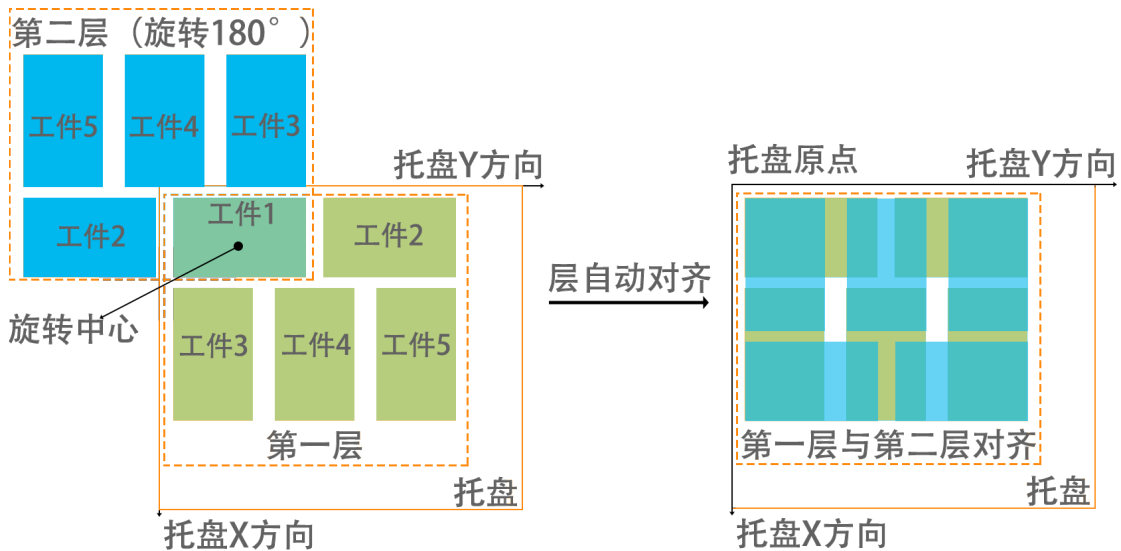 第二层（旋转180°）
工件5
工件4
工件3
托盘Y方向
工件2
工件1
工件2
旋转中心
工件3
工件4
工件5
第一层
托盘
托盘X方向
层自动对齐
托盘原点
托盘Y方向
第一层与第二层对齐
托盘
托盘X方向